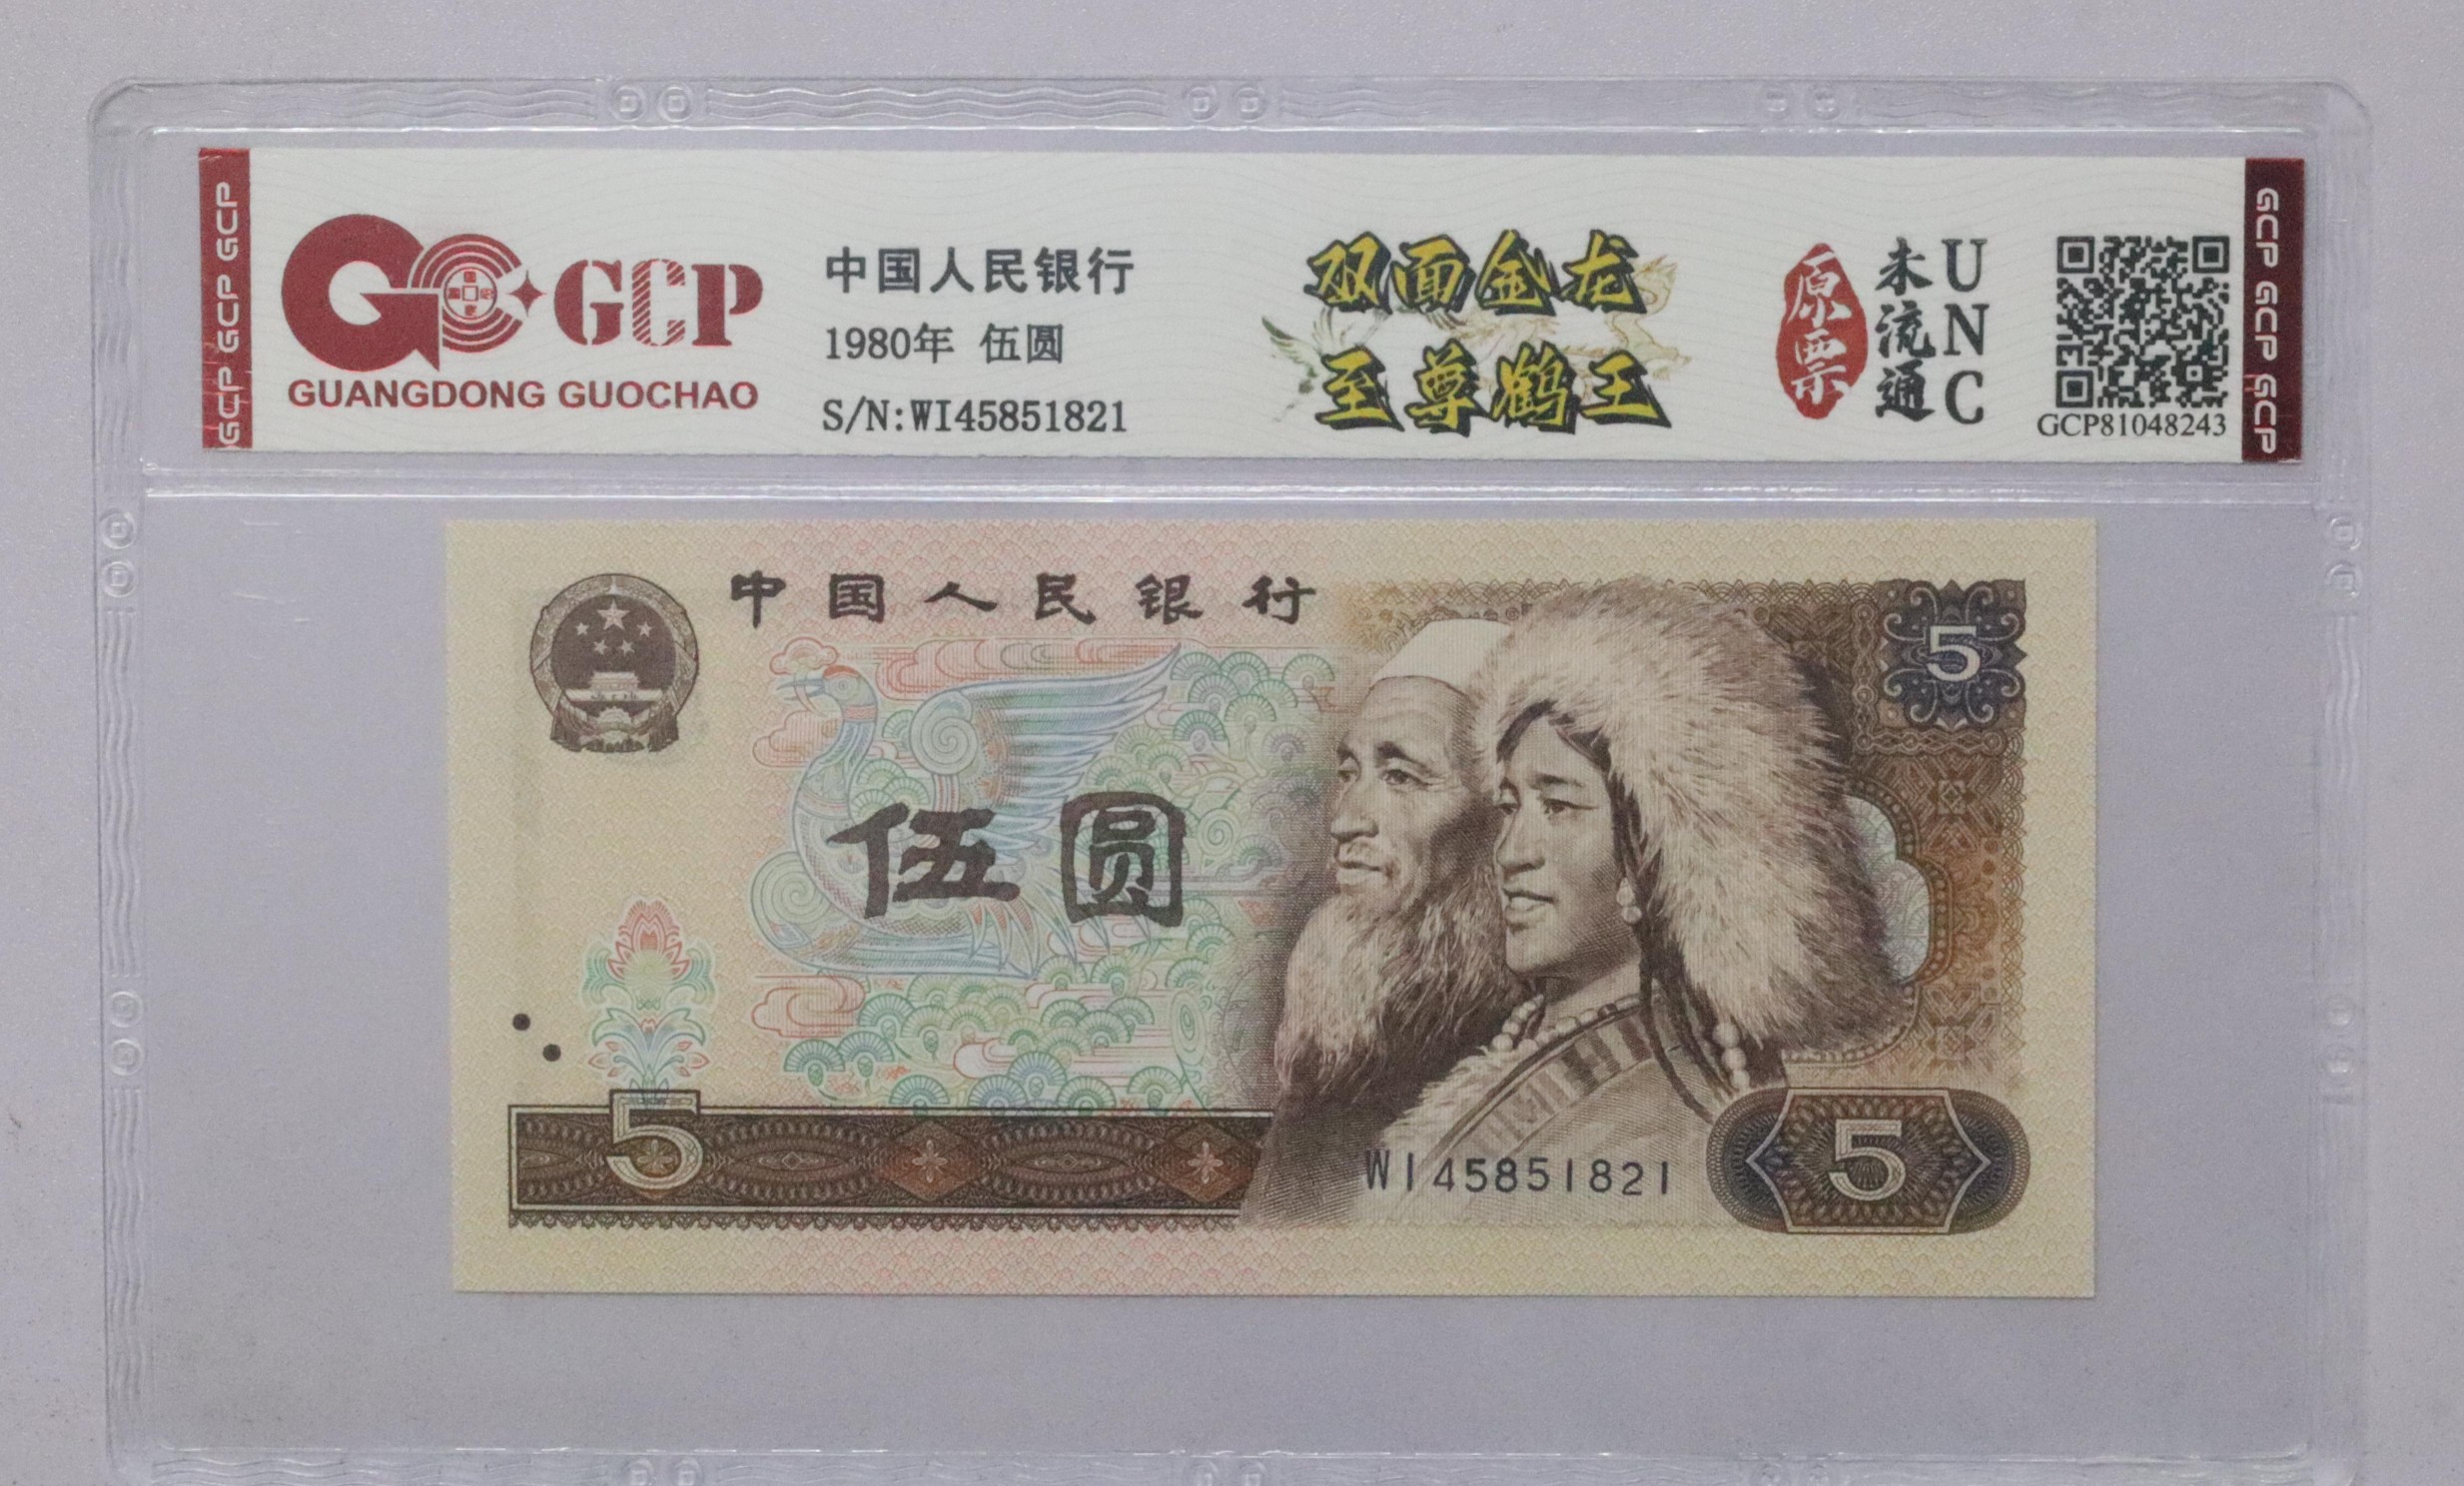 GCP GCP GCP
GCP
GUANGDONG GUOCHAO
中国人民银行
1980年 伍圆
S/N:WI45851821
双面金龙
至尊鹤王
原票
未流通
UNC
GCP81048243
GCP GCP GCP
中国人民银行
5
伍圆
5
WI45851821
5